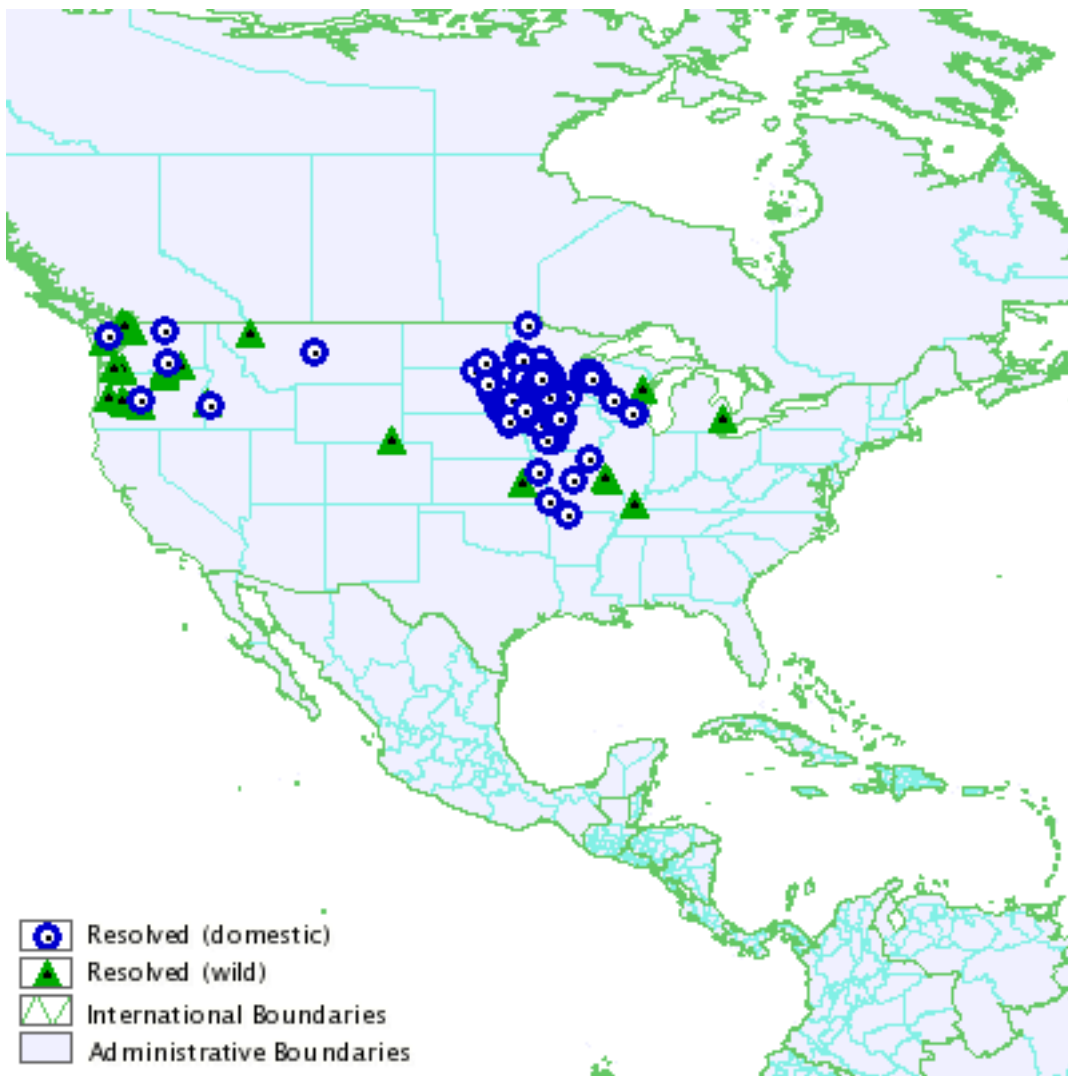 Resolved (domestic)
Resolved (wild)
International Boundaries
Administrative Boundaries